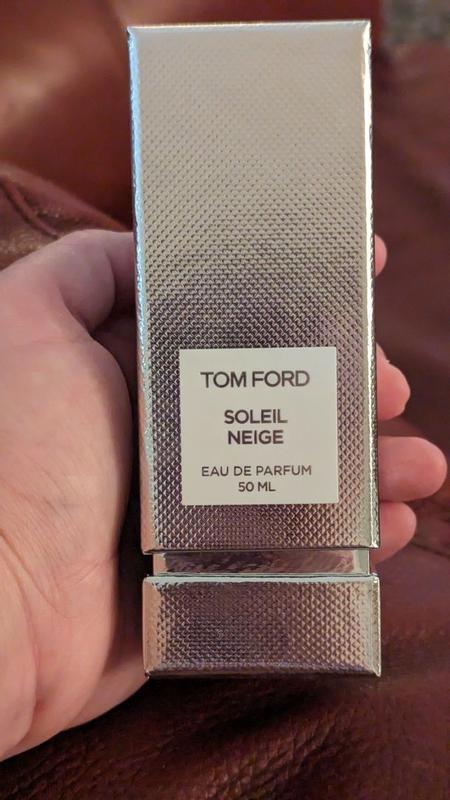 TOM FORD
SOLEIL
NEIGE
EAU DE PARFUM
50 ML